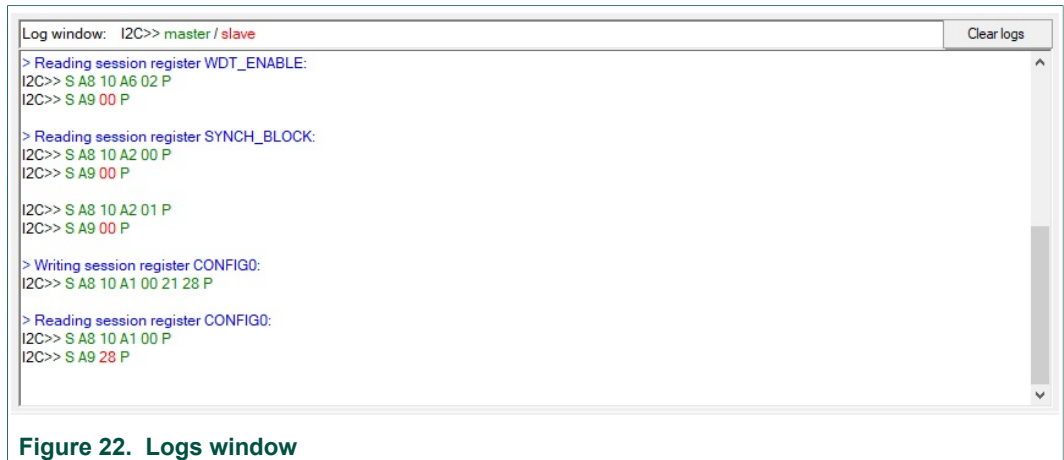 Log window: I2C>> master / slave
Clear logs
> Reading session register WDT_ENABLE:
I2C>> S A8 10 A6 02 P
I2C>> S A9 00 P
> Reading session register SYNCH_BLOCK:
I2C>> S A8 10 A2 00 P
I2C>> S A9 00 P
I2C>> S A8 10 A2 01 P
I2C>> S A9 00 P
> Writing session register CONFIG0:
I2C>> S A8 10 A1 00 21 28 P
> Reading session register CONFIG0:
I2C>> S A8 10 A1 00 P
I2C>> S A9 28 P
Figure 22. Logs window